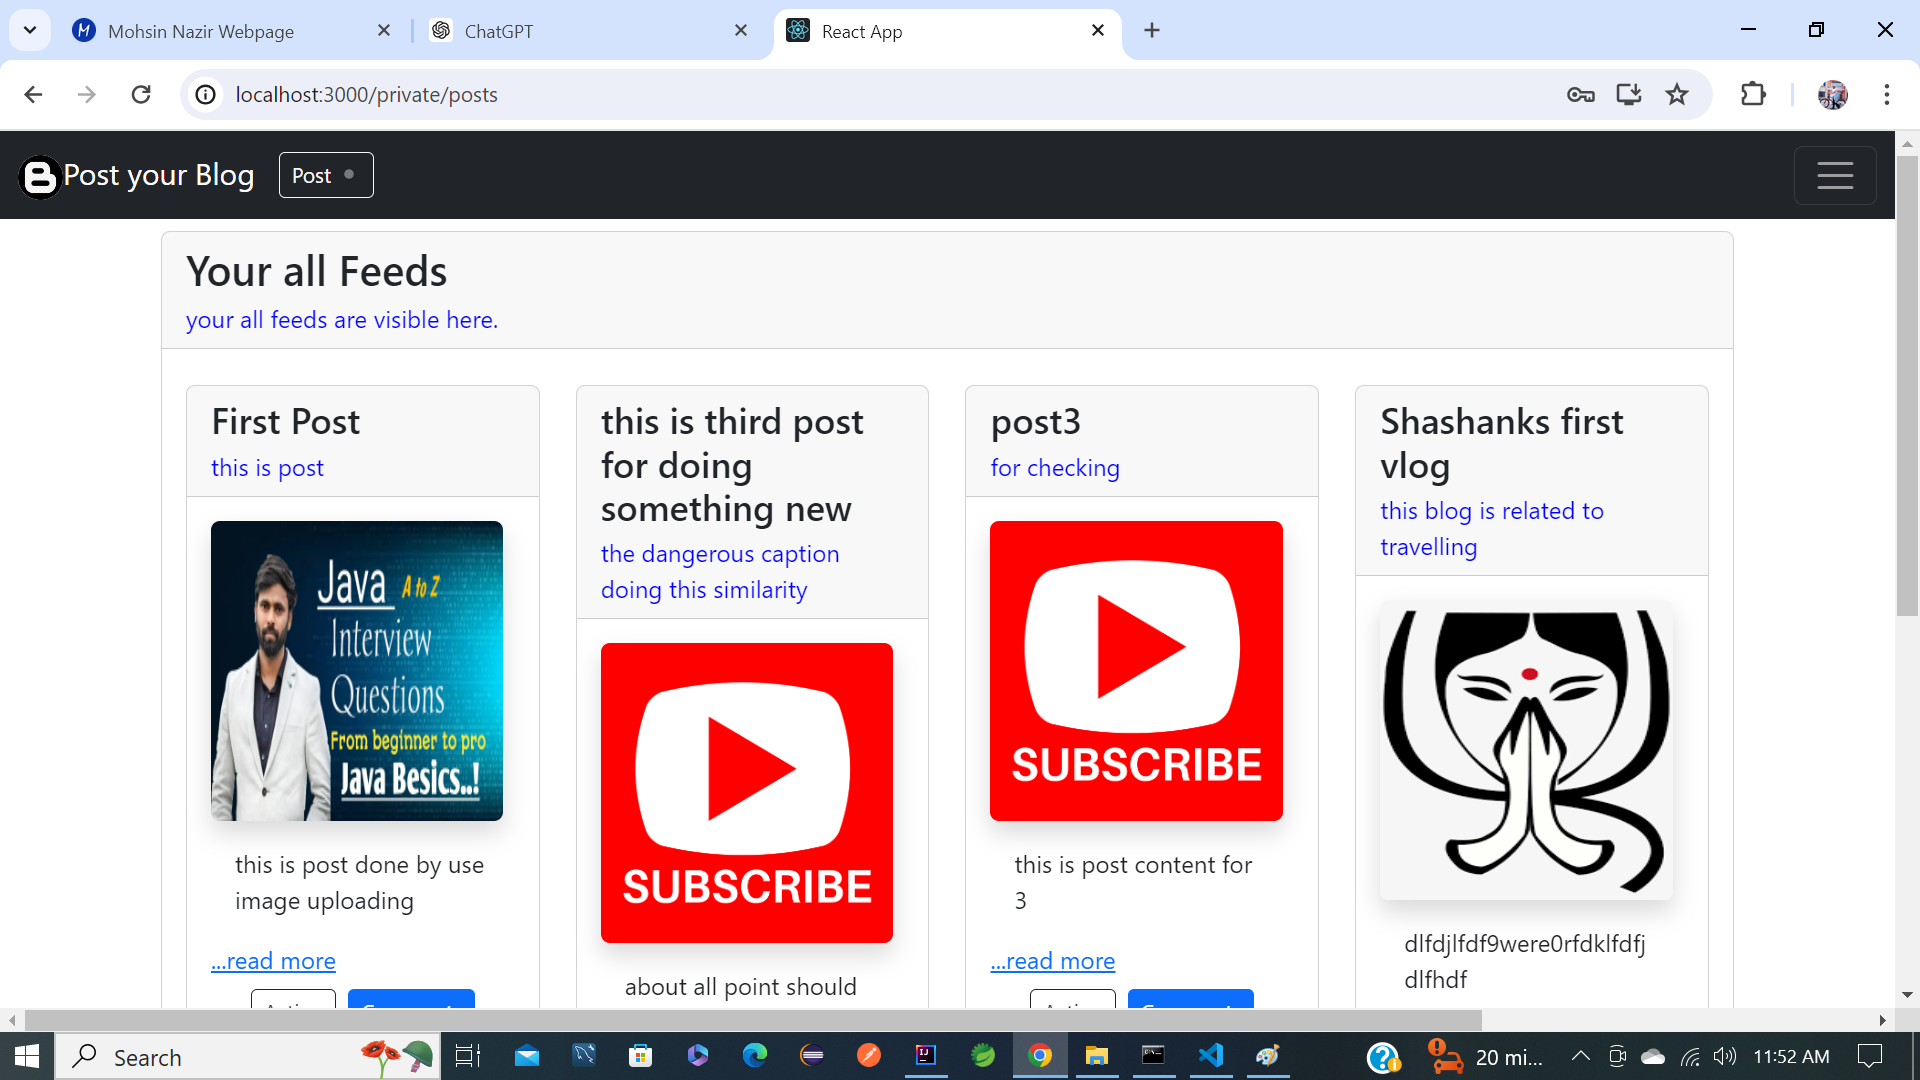 Mohsin Nazir Webpage
ChatGPT
React App
localhost:3000/private/posts
Post your Blog
Post
Your all Feeds
your all feeds are visible here.
First Post
this is post
Java A to Z
Interview
Questions
From beginner to pro
Java Besics..!
this is post done by use
image uploading
...read more
this is third post
for doing
something new
the dangerous caption
doing this similarity
SUBSCRIBE
about all point should
post3
for checking
SUBSCRIBE
this is post content for
3
...read more
Shashanks first
vlog
this blog is related to
travelling
dlfdjlfdf9were0rfdklfdfj
dlfhdf
Search
20 mi...
11:52 AM